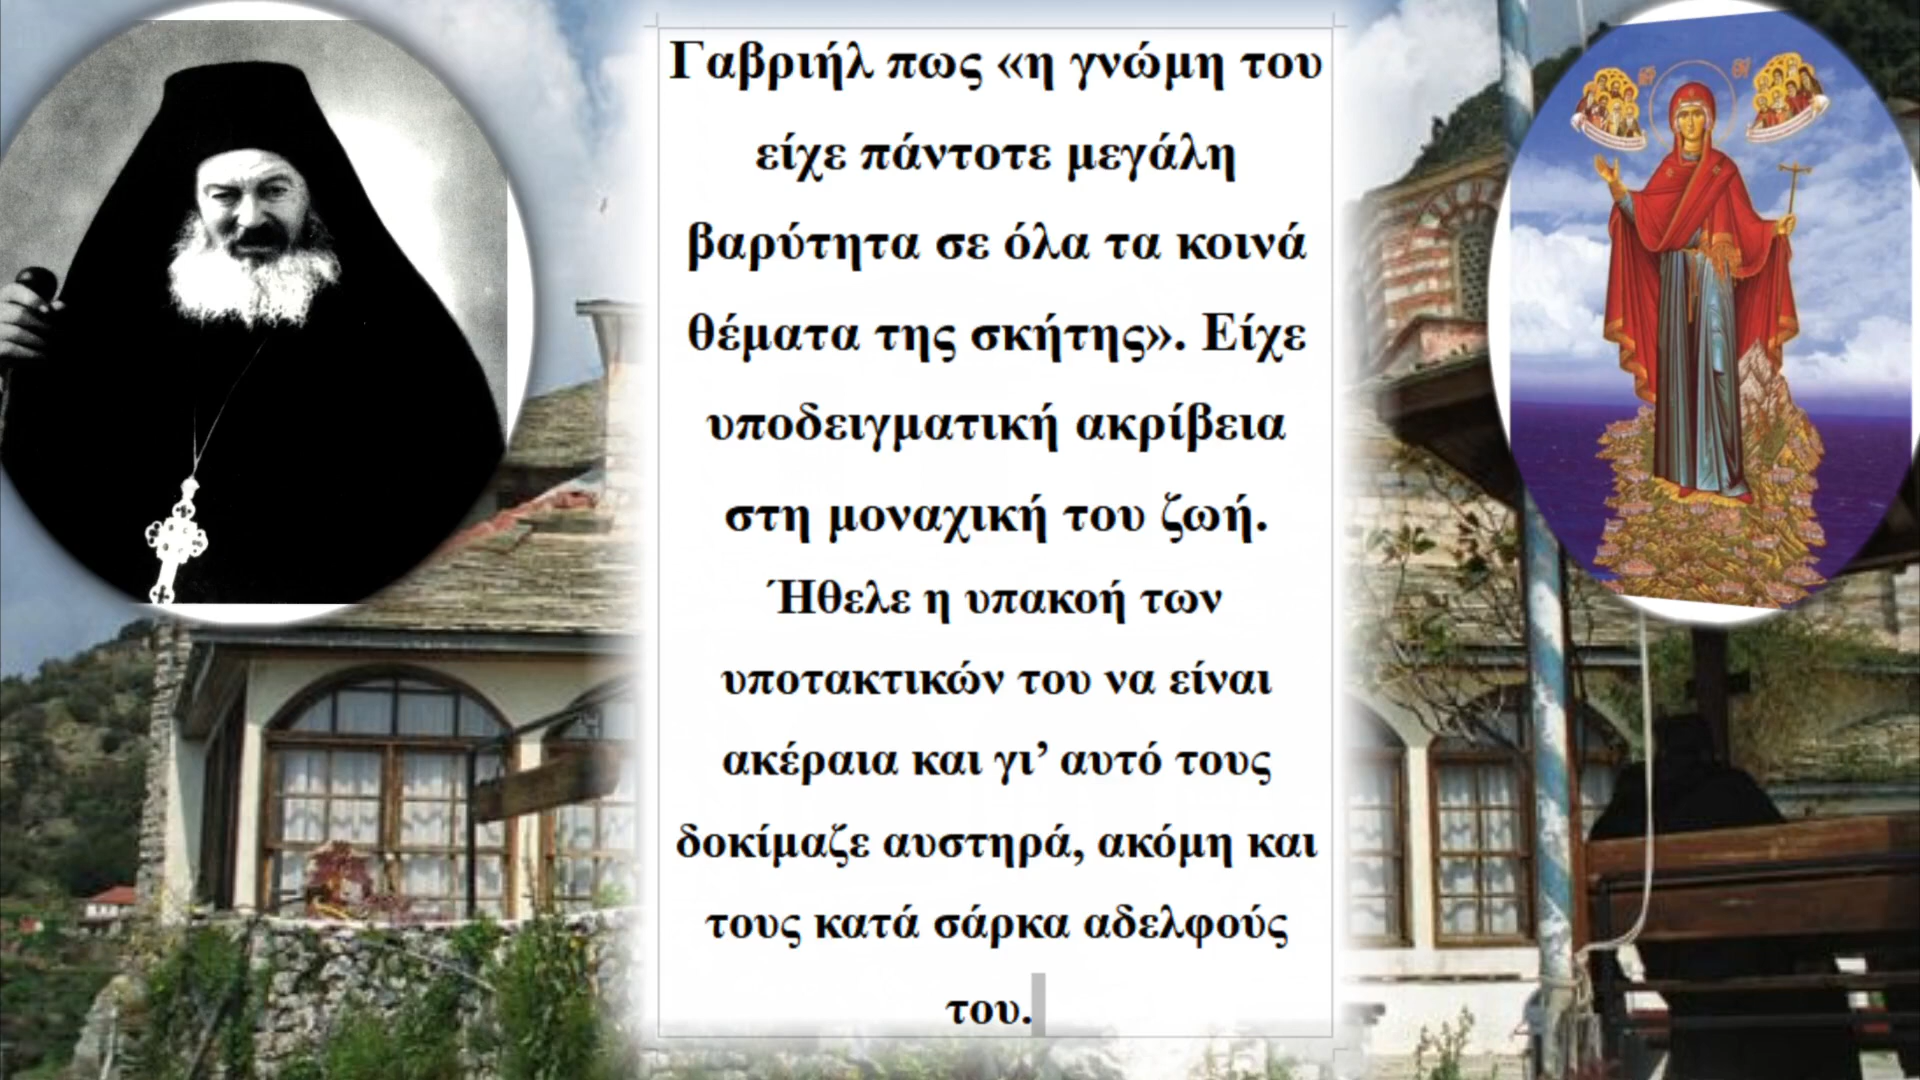 Γαβριήλ πως «η γνώμη του
είχε πάντοτε μεγάλη
βαρύτητα σε όλα τα κοινά
θέματα της σκήτης». Είχε
υποδειγματική ακρίβεια
στη μοναχική του ζωή.
Ήθελε η υπακοή των
υποτακτικών του να είναι
ακέραια και γι’ αυτό τους
δοκίμαζε αυστηρά, ακόμη και
τους κατά σάρκα αδελφούς
του.